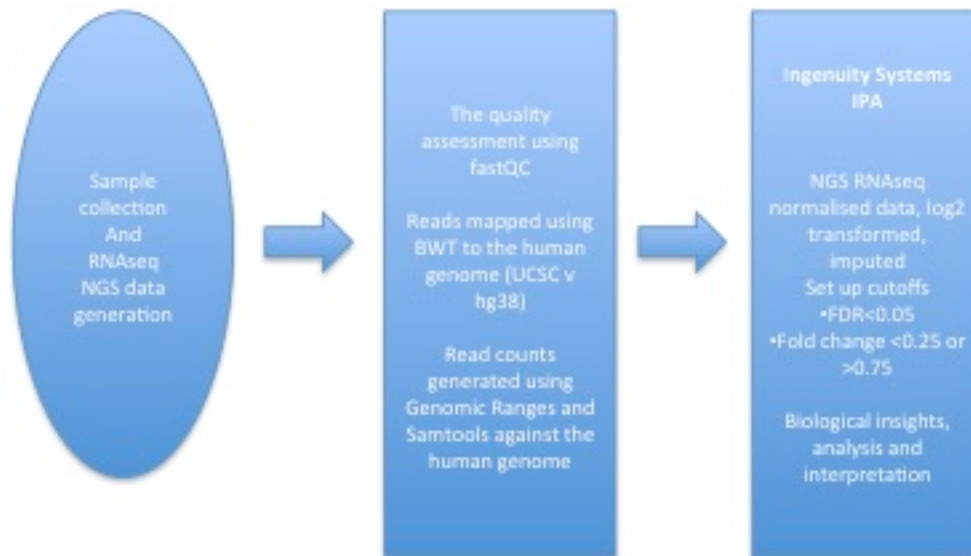 Sample
collection
And
RNAseq
NGS data
generation
The quality
assessment using
fastQC
Reads mapped using
BWT to the human
genome (UCSC v
hg38)
Read counts
generated using
Genomic Ranges and
Samtools against the
human genome
Ingenuity Systems
IPA
NGS RNAseq
normalised data, log2
transformed,
imputed
Set up cutoffs
•FDR<0.05
•Fold change <0.25 or
>0.75
Biological insights,
analysis and
interpretation